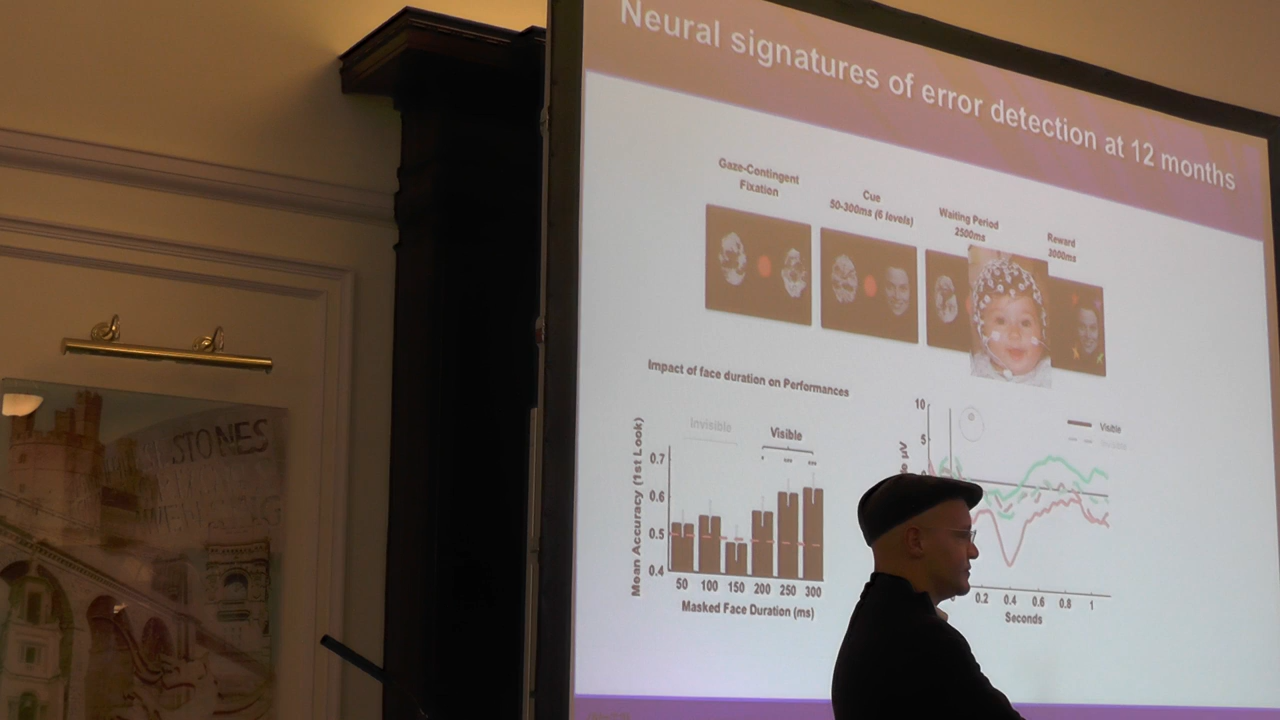 Neural signatures of error detection at 12 months
Gaze-Contingent
Fixation
Cue
50-300ms (6 levels)
Waiting Period
2500ms
Reward
3000ms
Impact of face duration on Performances
Invisible
Visible
Mean Accuracy (1st Look)
0.7
0.6
0.5
0.4
50 100 150 200 250 300
Masked Face Duration (ms)
10
5
µV
Visible
Invisible
0.2 0.4 0.6 0.8 1
Seconds
STONES